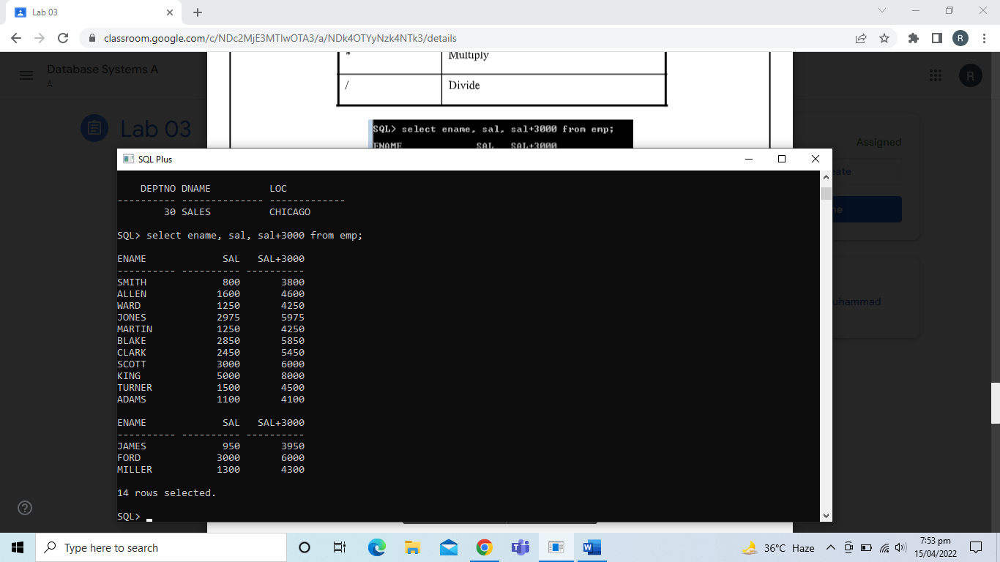 Lab 03
classroom.google.com/c/NDc2MjE3MTIwOTA3/a/NDk4OTYyNzk4NTk3/details
R
Database Systems A
A
R
Lab 03
Assigned
* Multiply
/ Divide
SQL> select ename, sal, sal+3000 from emp;
ENAME SAL SAL+3000
SQL Plus
DEPTNO DNAME LOC
---------- -------------- -------------
30 SALES CHICAGO
SQL> select ename, sal, sal+3000 from emp;
ENAME SAL SAL+3000
---------- ---------- ----------
SMITH 800 3800
ALLEN 1600 4600
WARD 1250 4250
JONES 2975 5975
MARTIN 1250 4250
BLAKE 2850 5850
CLARK 2450 5450
SCOTT 3000 6000
KING 5000 8000
TURNER 1500 4500
ADAMS 1100 4100
ENAME SAL SAL+3000
---------- ---------- ----------
JAMES 950 3950
FORD 3000 6000
MILLER 1300 4300
14 rows selected.
SQL>
Type here to search
36°C Haze
7:53 pm
15/04/2022